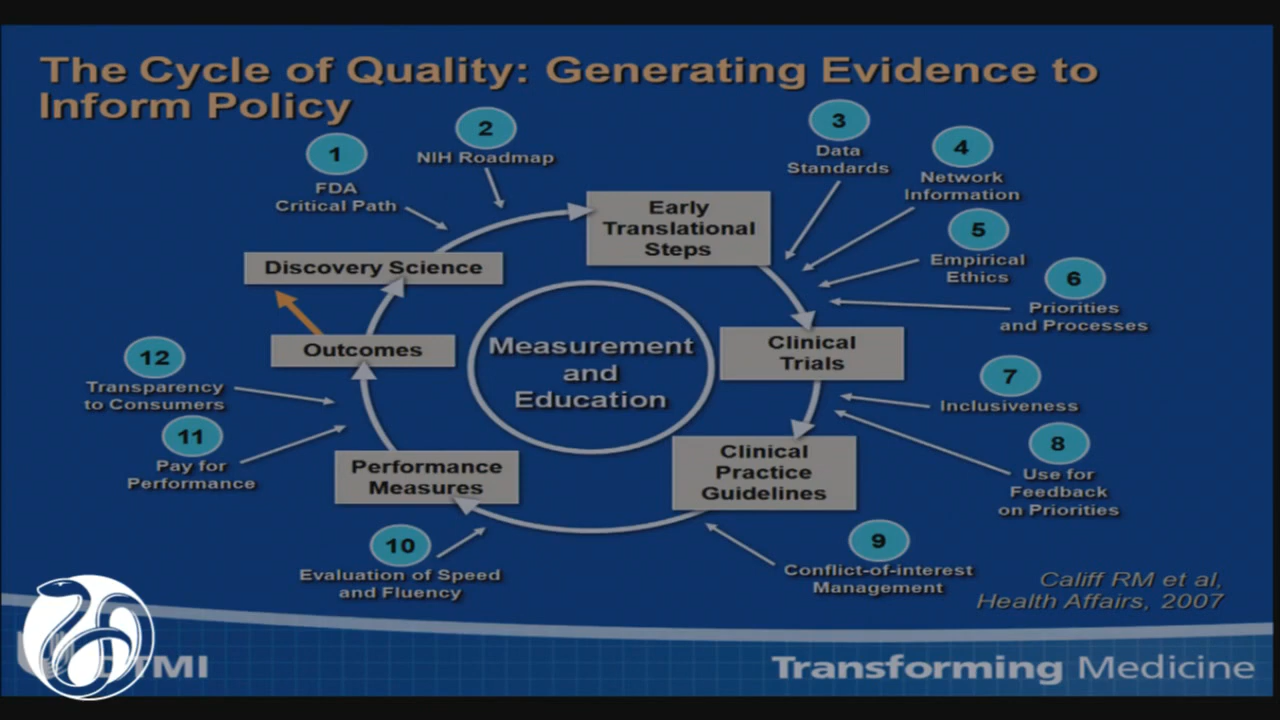 The Cycle of Quality: Generating Evidence to
Inform Policy
1
FDA
Critical Path
2
NIH Roadmap
3
Data
Standards
4
Network
Information
5
Empirical
Ethics
6
Priorities
and Processes
7
Inclusiveness
8
Use for
Feedback
on Priorities
9
Conflict-of-interest
Management
10
Evaluation of Speed
and Fluency
11
Pay for
Performance
12
Transparency
to Consumers
Early
Translational
Steps
Clinical
Trials
Clinical
Practice
Guidelines
Performance
Measures
Outcomes
Discovery Science
Measurement
and
Education
Califf RM et al,
Health Affairs, 2007
Transforming Medicine